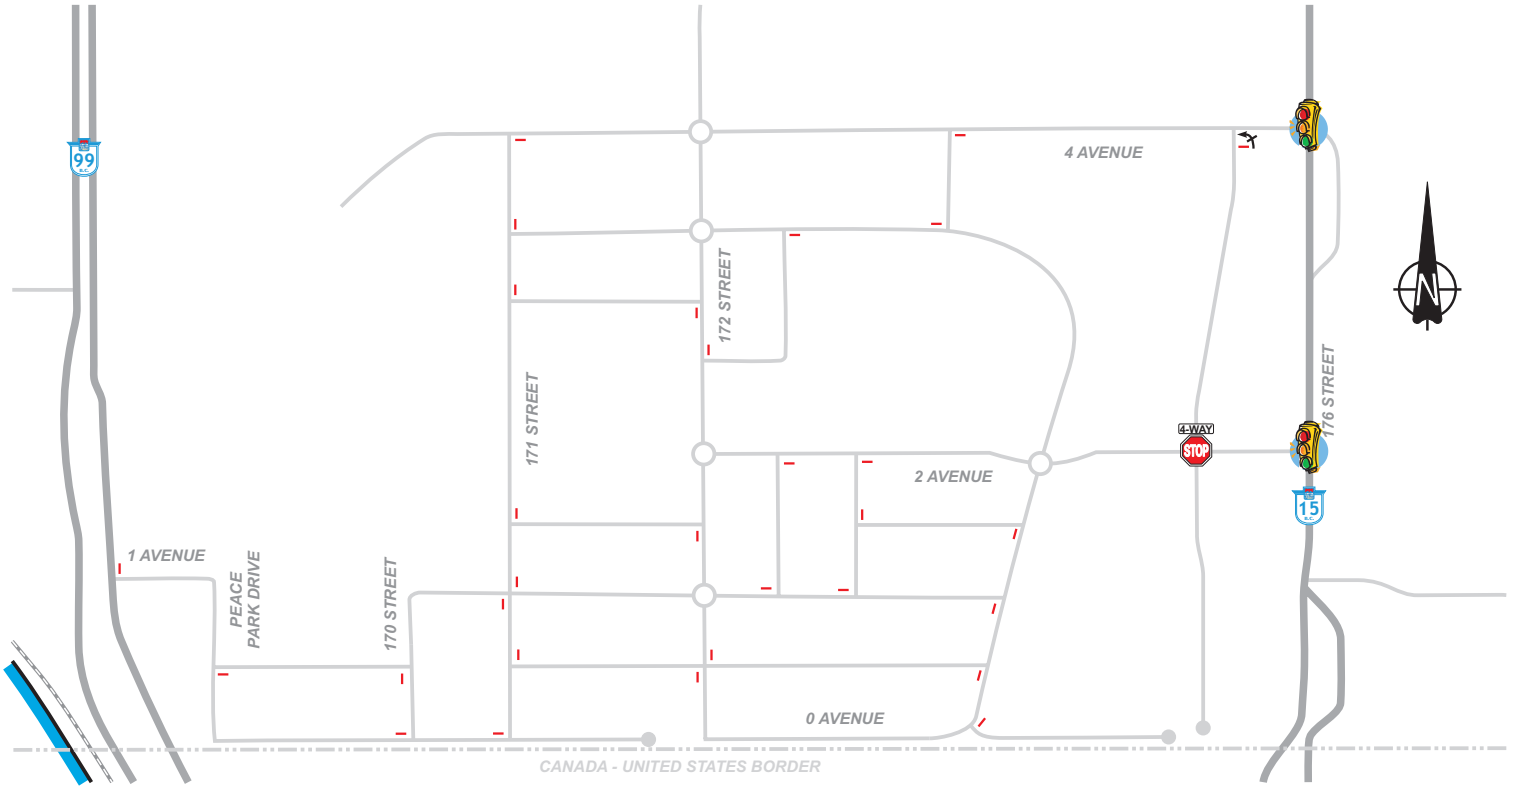 99
B.C.
4 AVENUE
172 STREET
N
176 STREET
171 STREET
4-WAY
STOP
2 AVENUE
15
B.C.
1 AVENUE
PEACE
PARK DRIVE
170 STREET
0 AVENUE
CANADA - UNITED STATES BORDER